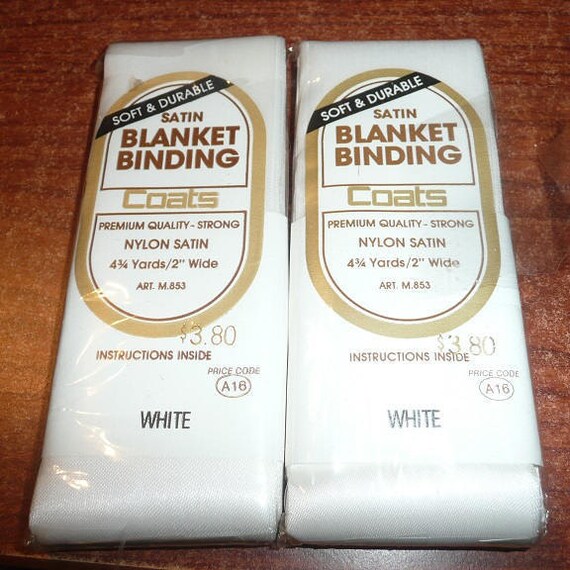 SOFT & DURABLE
SATIN
BLANKET
BINDING
Coats
PREMIUM QUALITY - STRONG
NYLON SATIN
4¾ Yards/2" Wide
ART. M.853
$3.80
INSTRUCTIONS INSIDE
PRICE CODE
A16
WHITE
SOFT & DURABLE
SATIN
BLANKET
BINDING
Coats
PREMIUM QUALITY - STRONG
NYLON SATIN
4¾ Yards/2" Wide
ART. M.853
$3.80
INSTRUCTIONS INSIDE
PRICE CODE
A16
WHITE